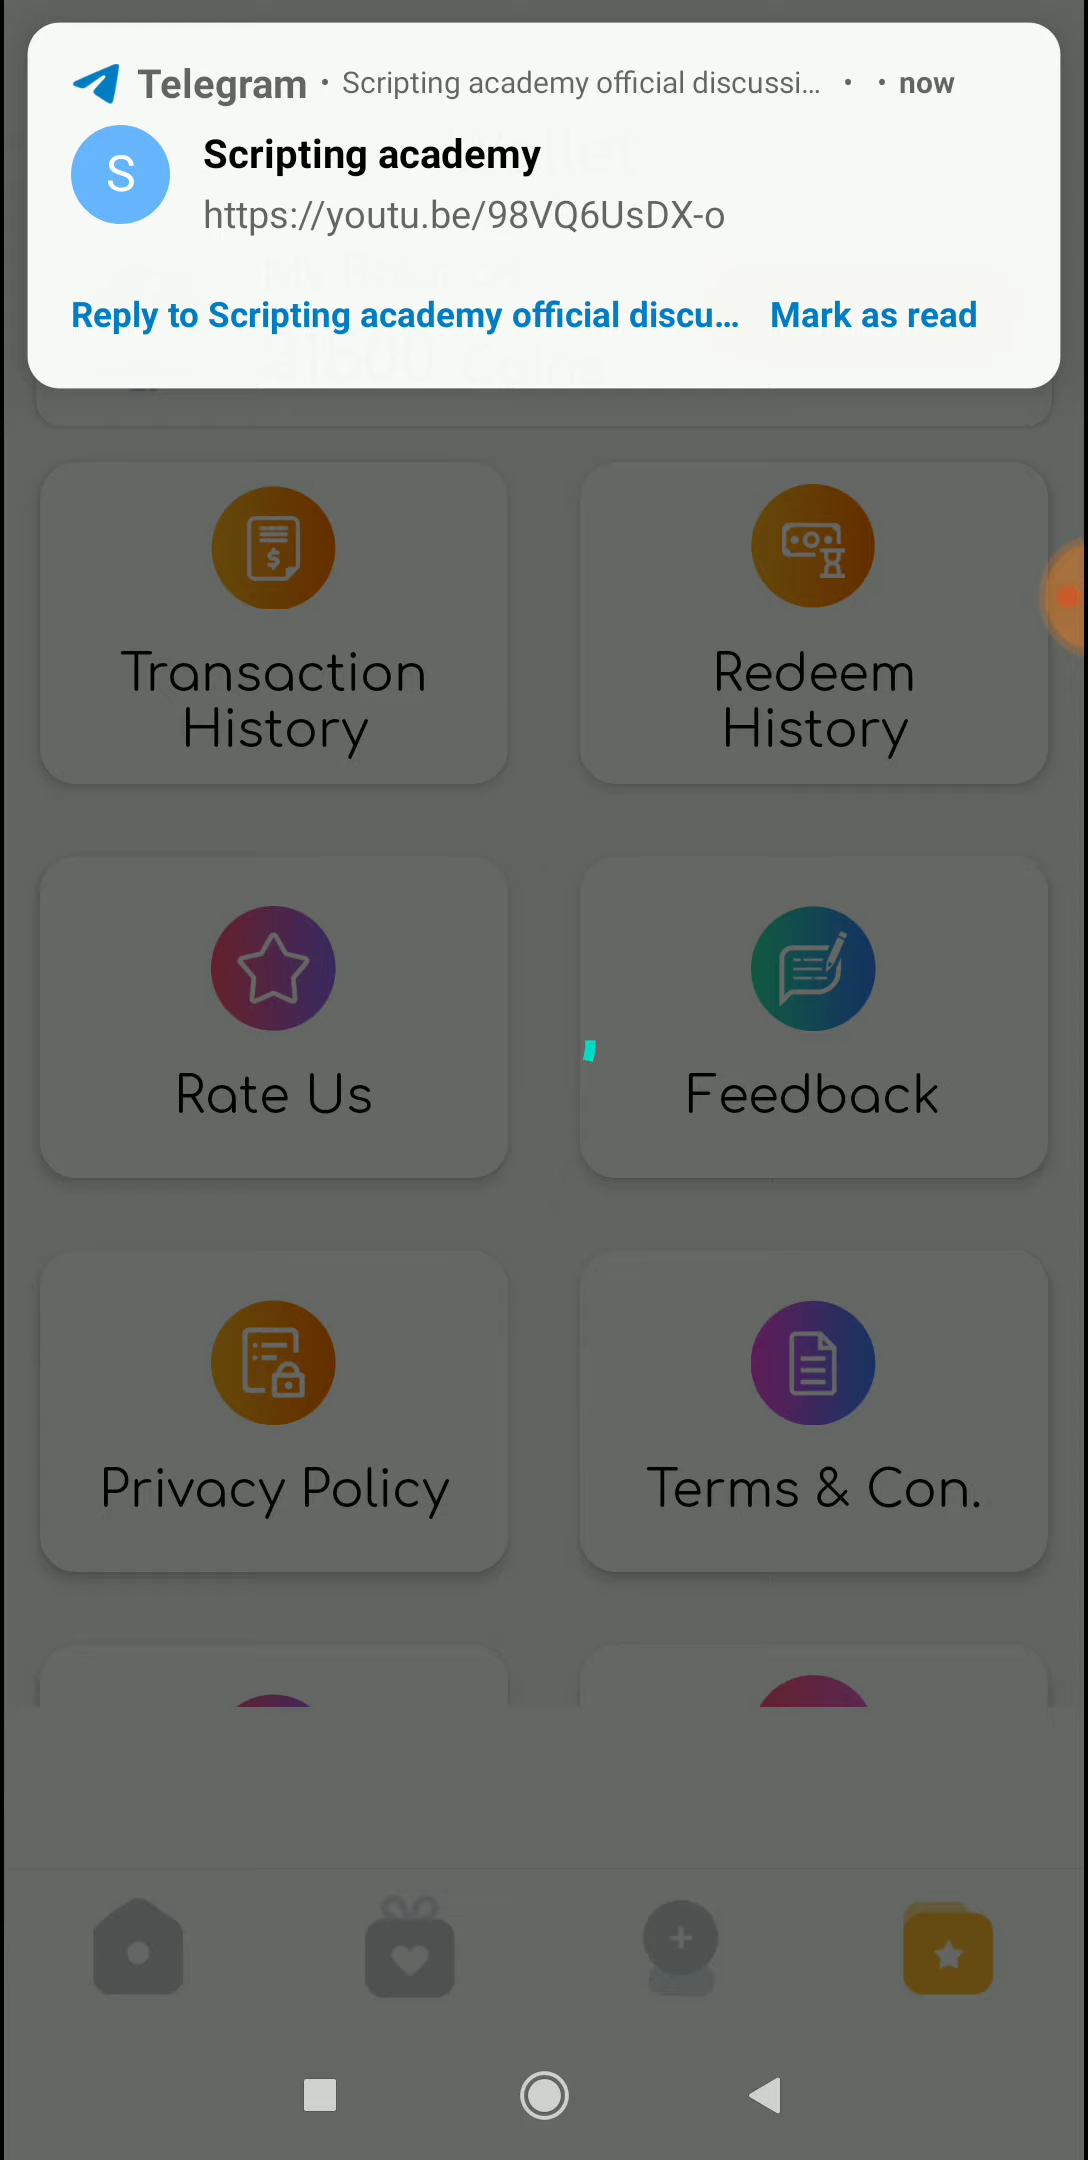 Telegram • Scripting academy official discussi... • • now
S
Scripting academy
https://youtu.be/98VQ6UsDX-o
Reply to Scripting academy official discu... Mark as read
Transaction
History
Redeem
History
Rate Us
Feedback
Privacy Policy
Terms & Con.